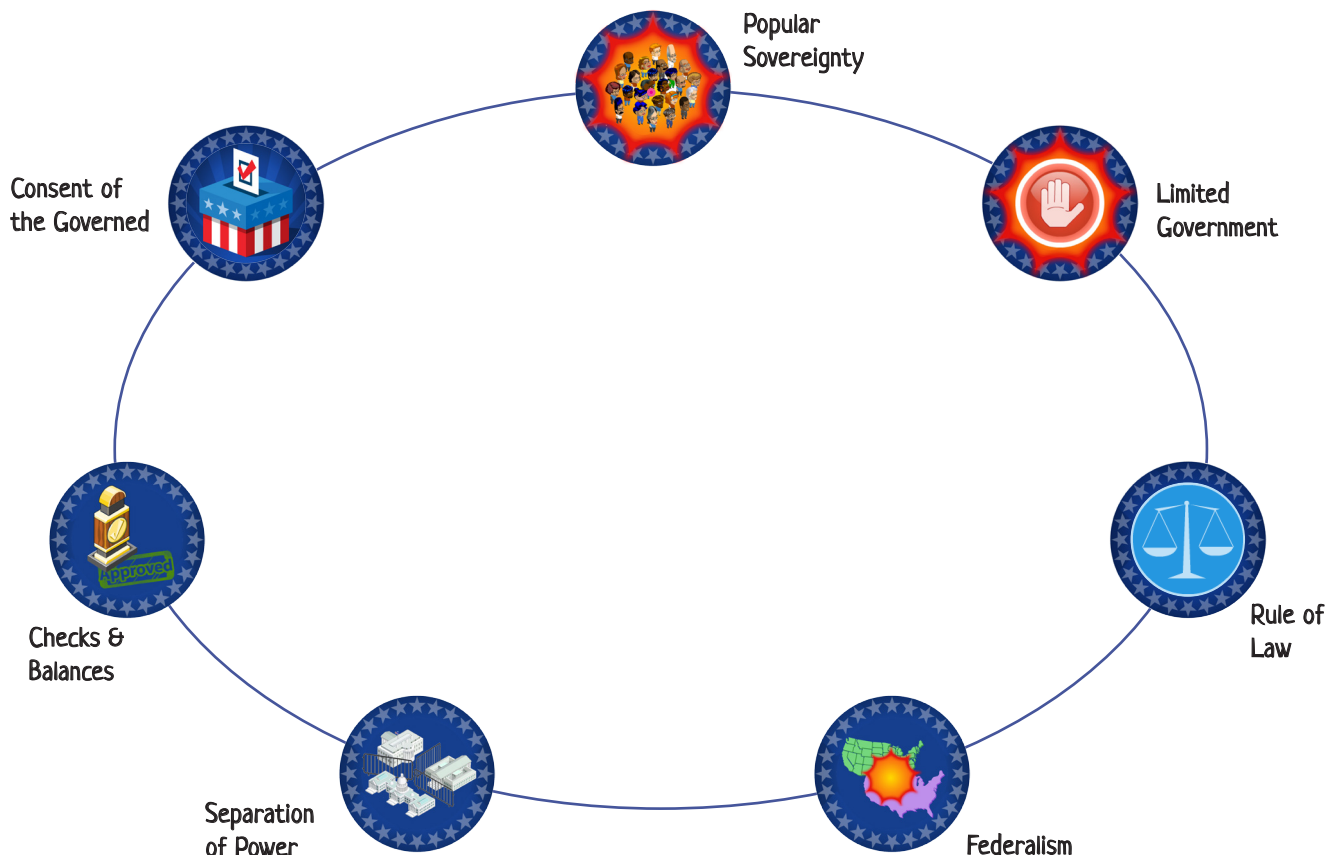 Popular
Sovereignty
Limited
Government
Consent of
the Governed
Approved
Rule of
Law
Checks &
Balances
Separation
of Power
Federalism